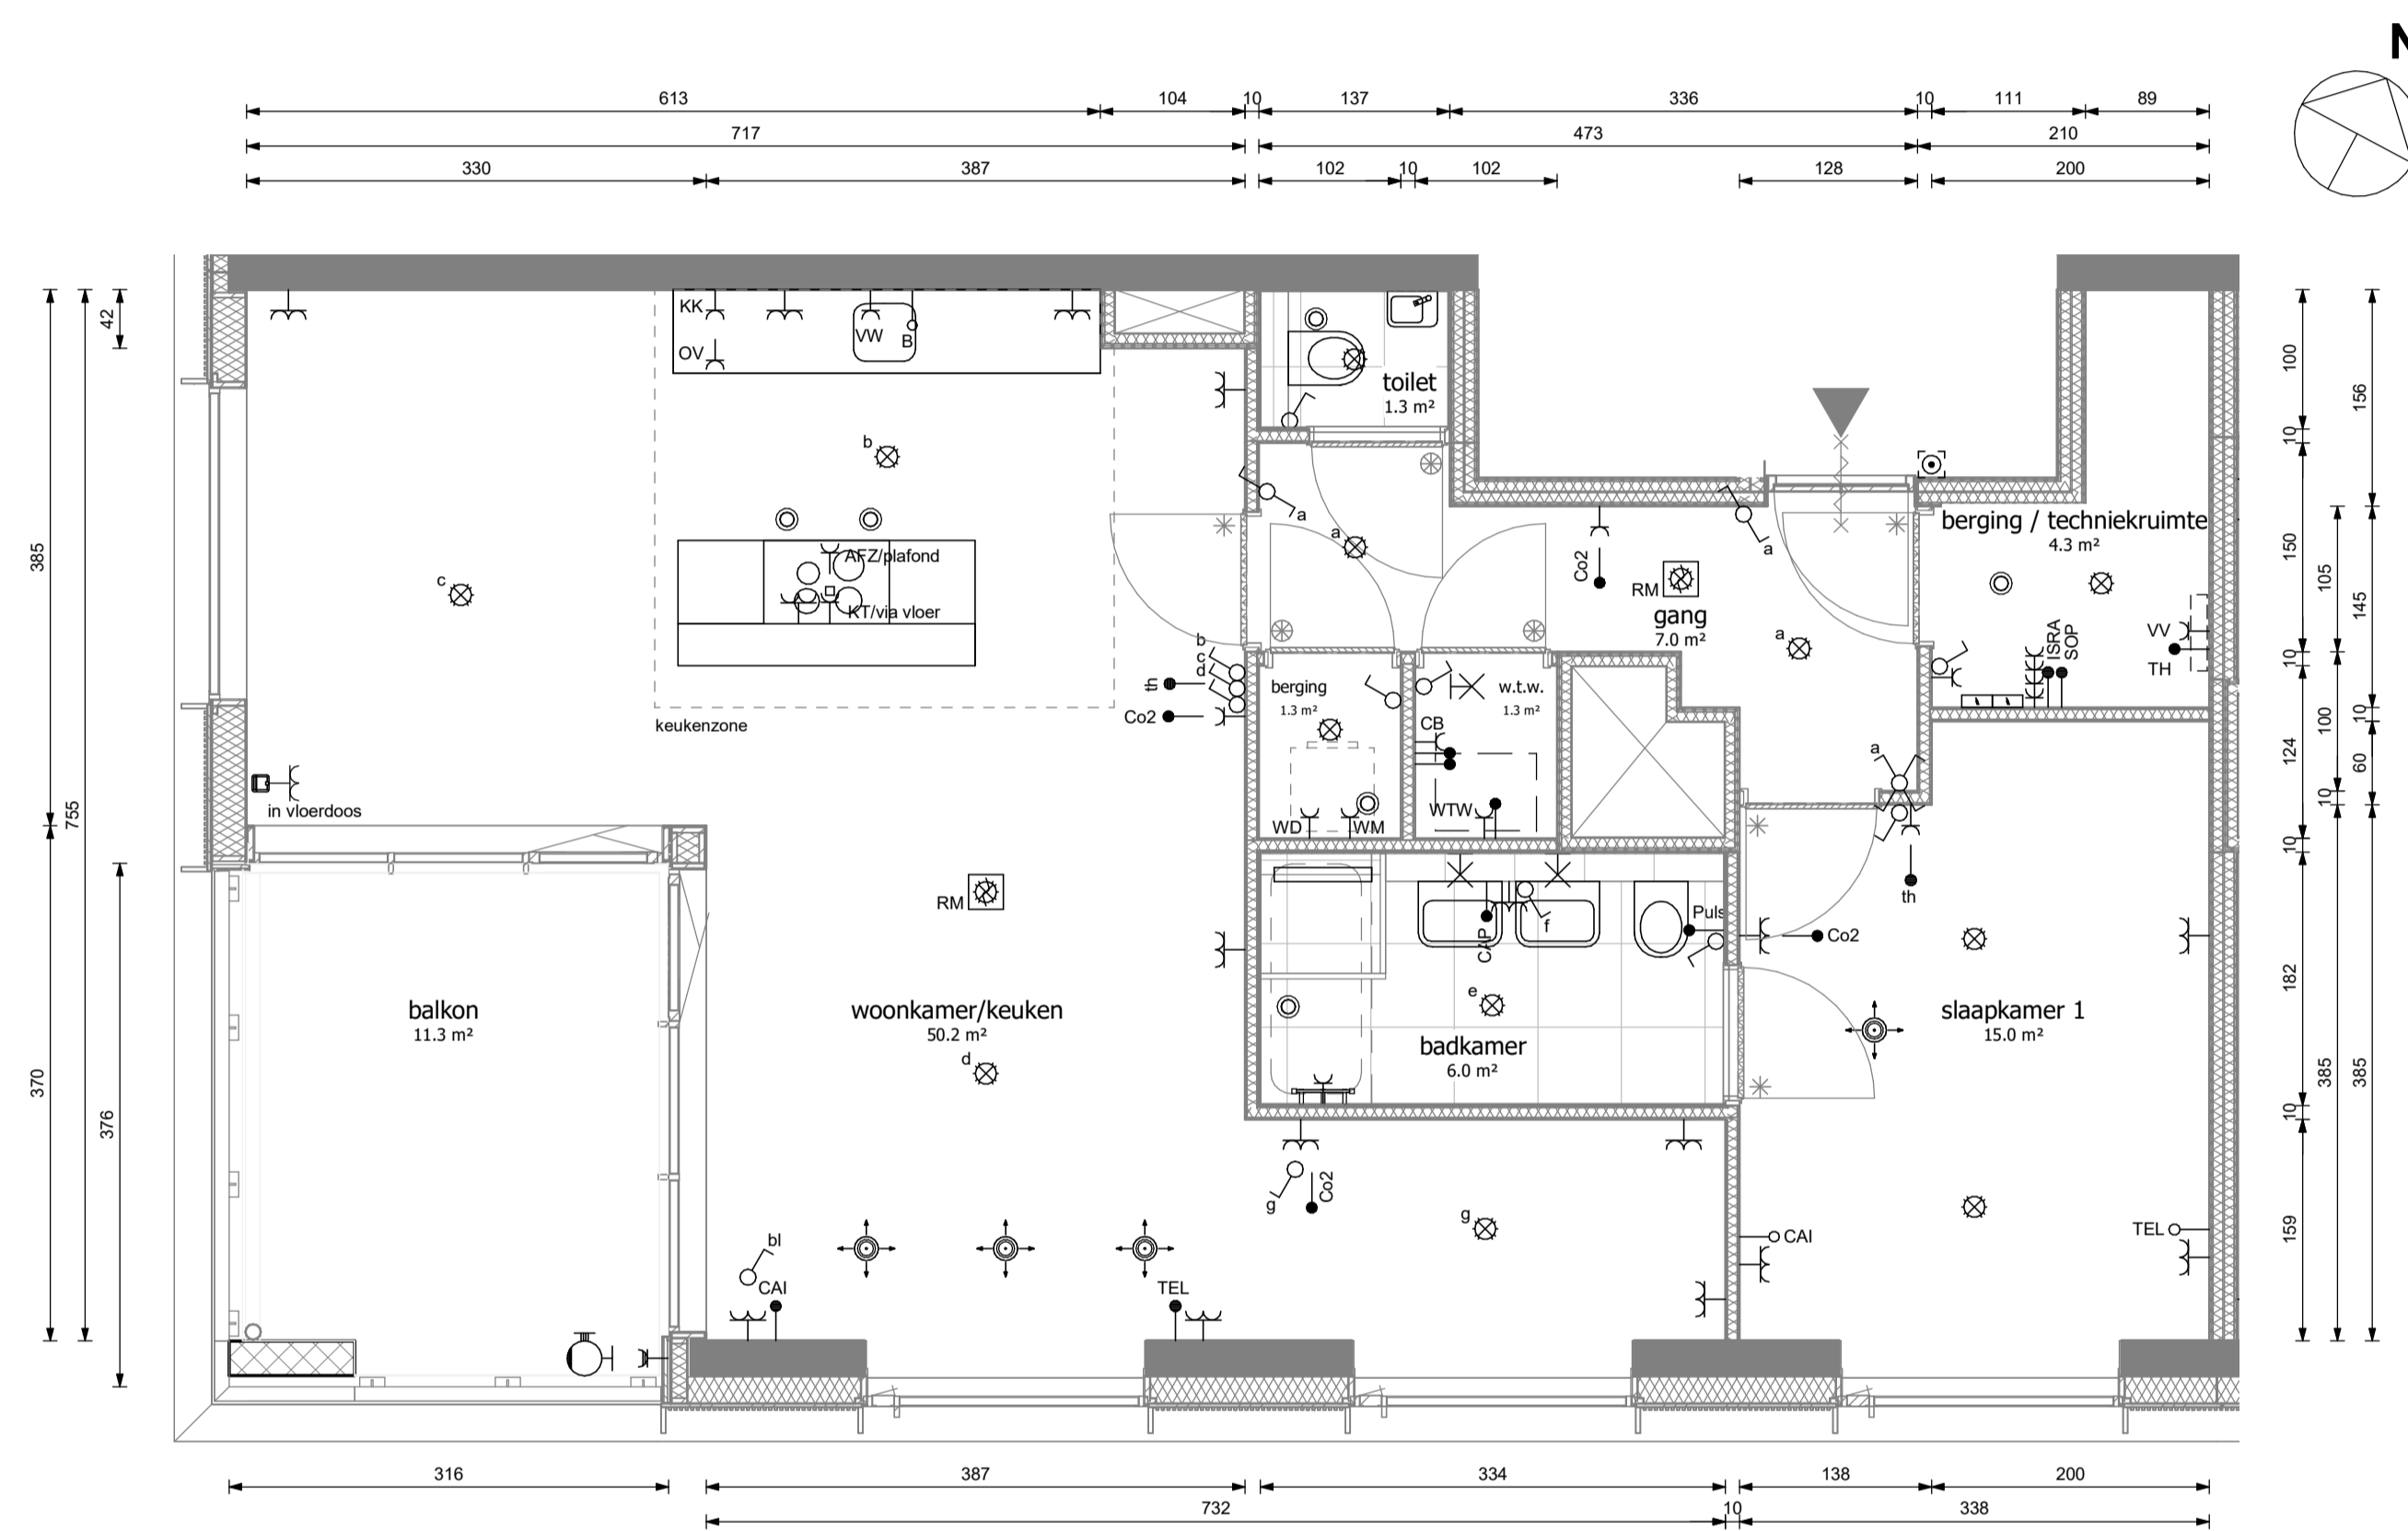 N
613 104 10 137 336 10 111 89
717 473 210
330 387 102 10 102 128 200
42
385
755
370
376
100
10
150
10
124
10
182
10
159
105
100
10
385
156
145
10
60
385
KK
OV
VW
B
toilet
1.3 m²
b
a
AFZ/plafond
KT/via vloer
c
a
Co2
RM
gang
7.0 m²
a
a
berging / techniekruimte
4.3 m²
ISRA
SOP
VV
TH
b
c
d
th
Co2
keukenzone
berging
1.3 m²
w.t.w.
1.3 m²
CB
WTW
WD
WM
in vloerdoos
a
th
RM
CAP
f
Puls
Co2
e
balkon
11.3 m²
woonkamer/keuken
50.2 m²
d
badkamer
6.0 m²
slaapkamer 1
15.0 m²
g
Co2
g
bl
CAI
TEL
CAI
TEL
316 387 334 138 200
732 10 338